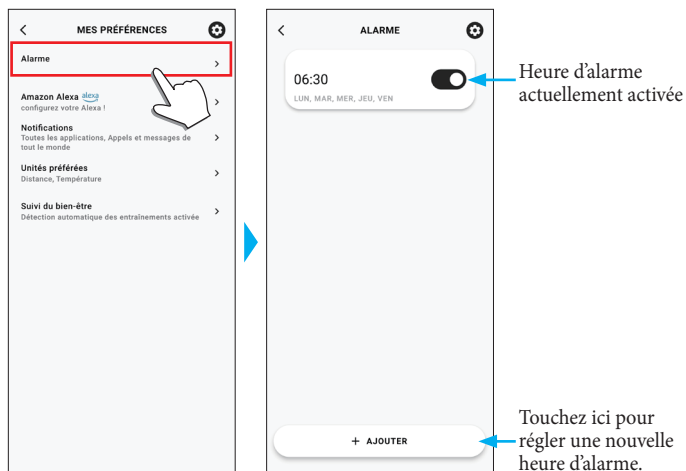 MES PRÉFÉRENCES
Alarme
Amazon Alexa alexa
configurez votre Alexa !
Notifications
Toutes les applications, Appels et messages de
tout le monde
Unités préférées
Distance, Température
Suivi du bien-être
Détection automatique des entraînements activée
ALARME
06:30
LUN, MAR, MER, JEU, VEN
+ AJOUTER
Heure d’alarme
actuellement activée
Touchez ici pour
régler une nouvelle
heure d’alarme.